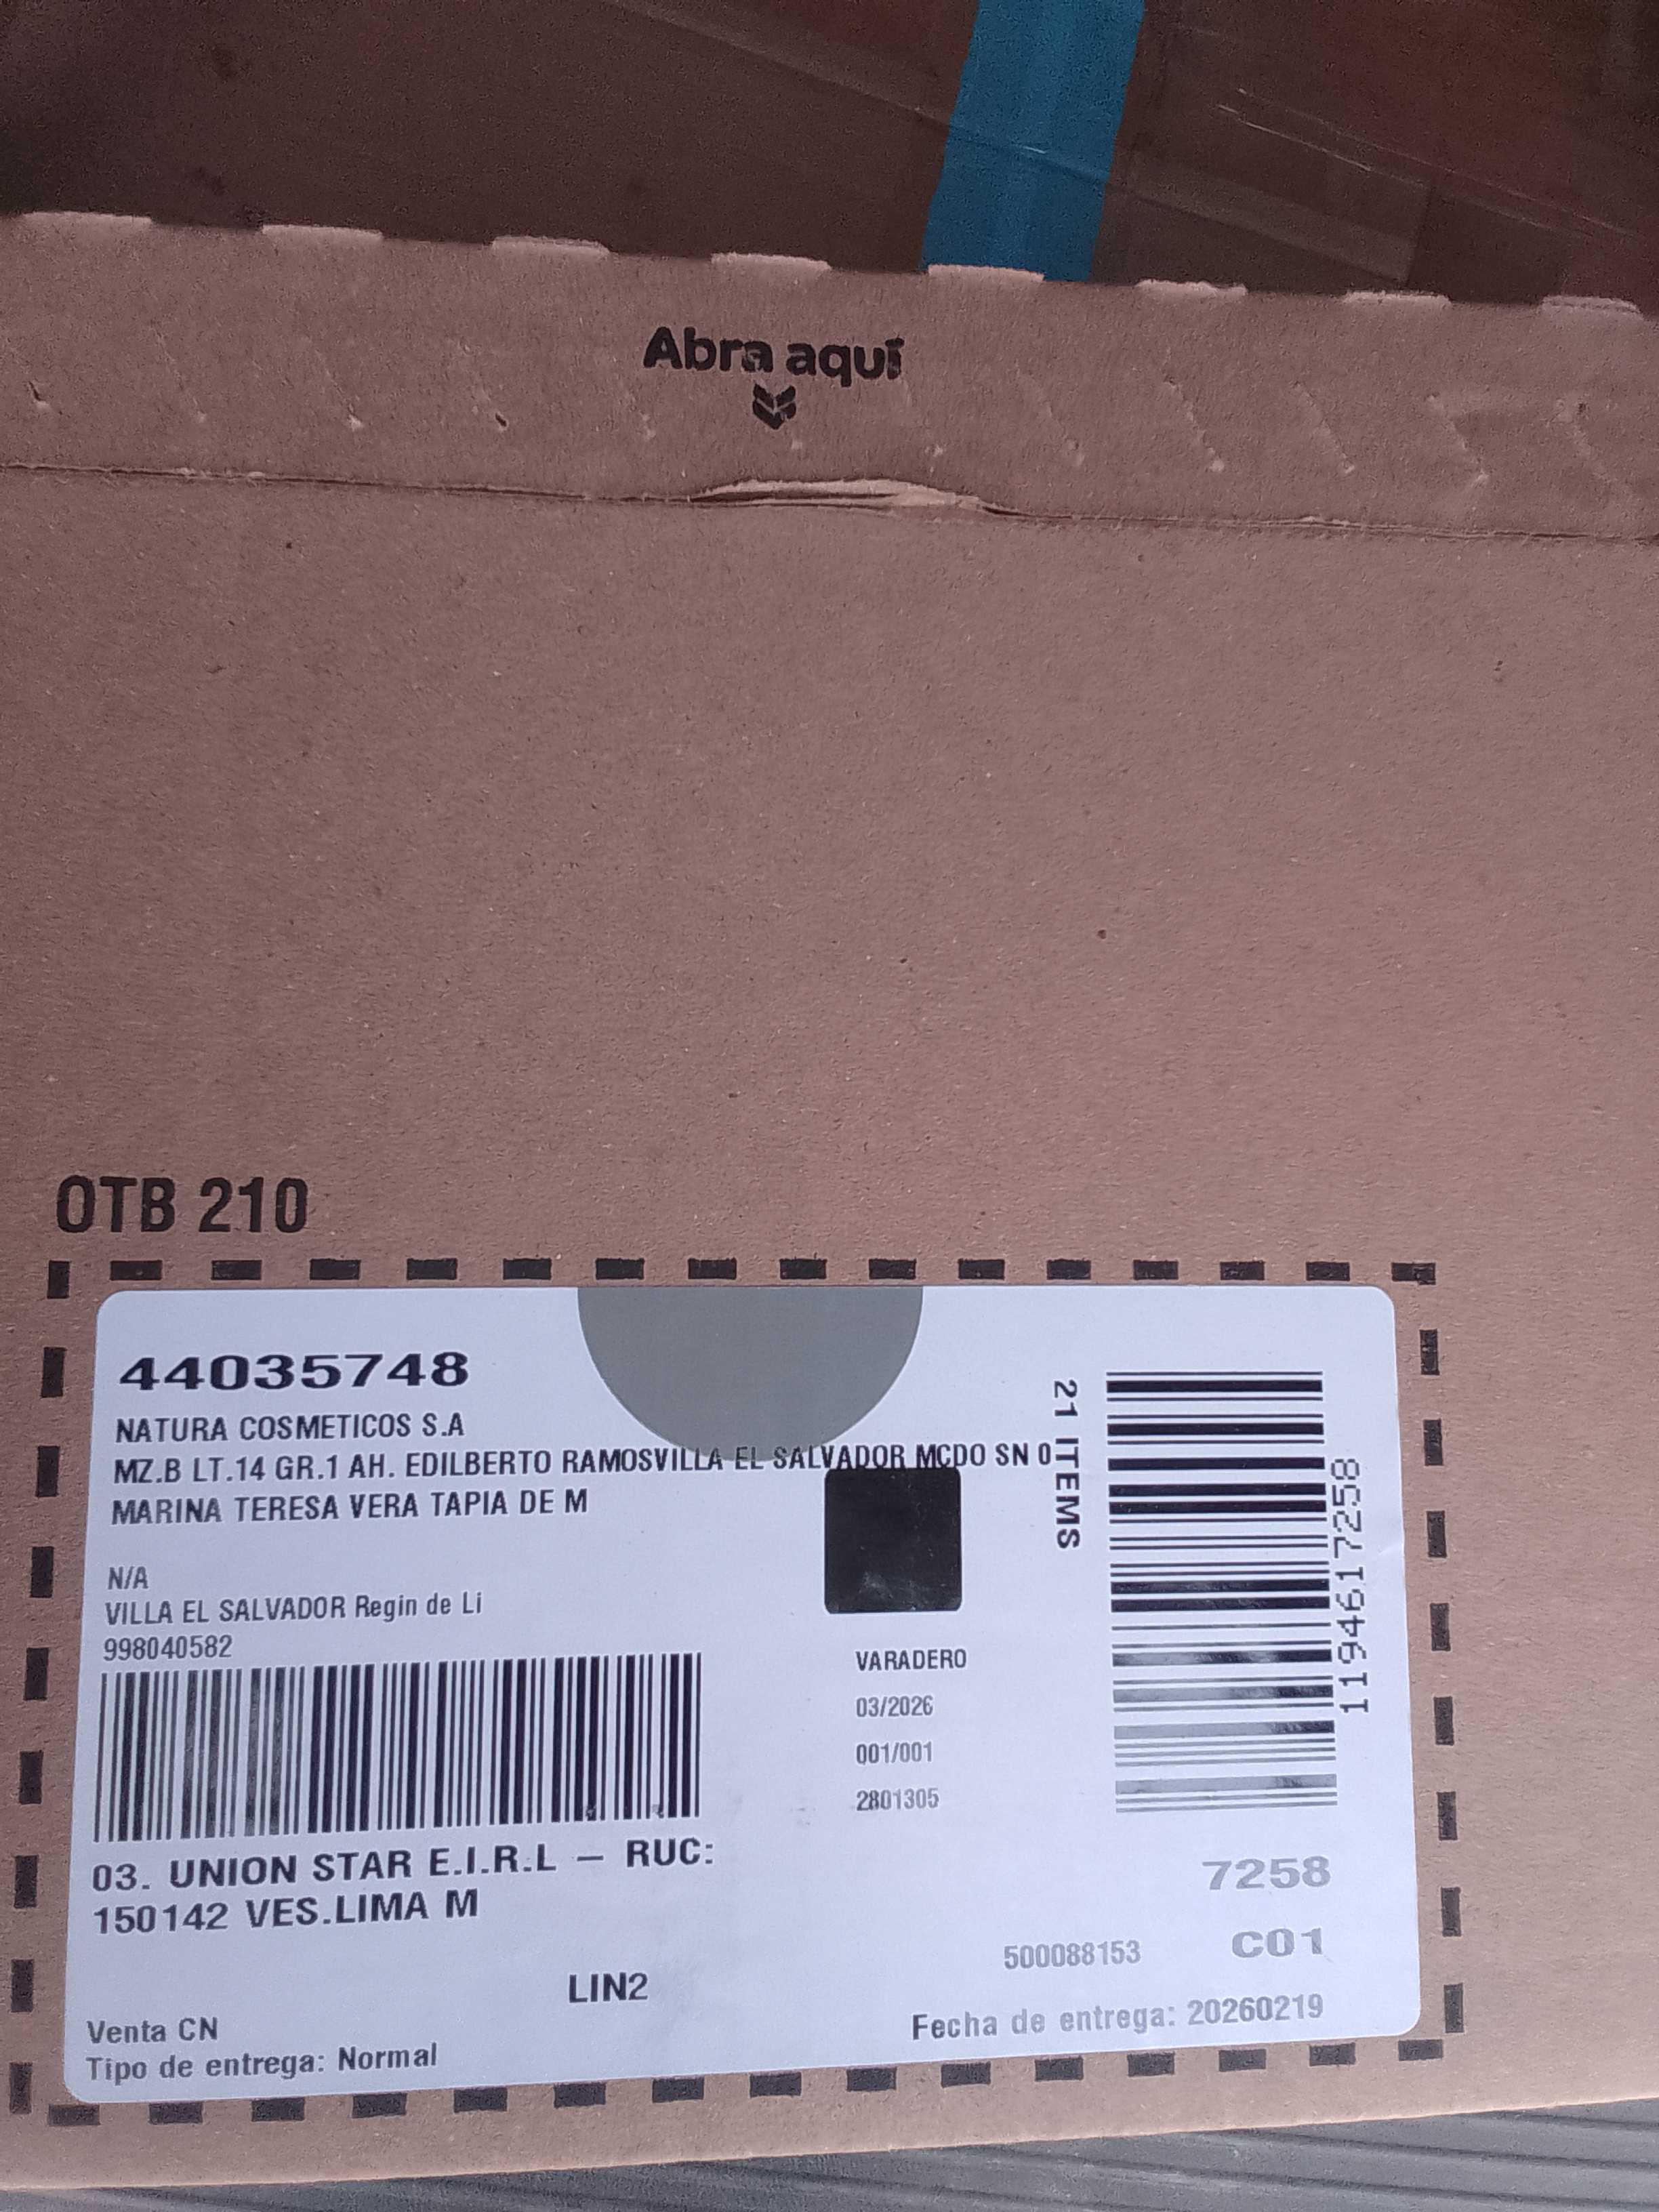 Abra aquí
OTB 210
44035748
NATURA COSMETICOS S.A
MZ.B LT.14 GR.1 AH. EDILBERTO RAMOSVILLA EL SALVADOR MCDO SN 0
MARINA TERESA VERA TAPIA DE M
N/A
VILLA EL SALVADOR Regin de Li
998040582
03. UNION STAR E.I.R.L – RUC:
150142 VES.LIMA M
LIN2
Venta CN
Tipo de entrega: Normal
21 ITEMS
1194617258
VARADERO
03/2026
001/001
2801305
7258
500088153 C01
Fecha de entrega: 20260219